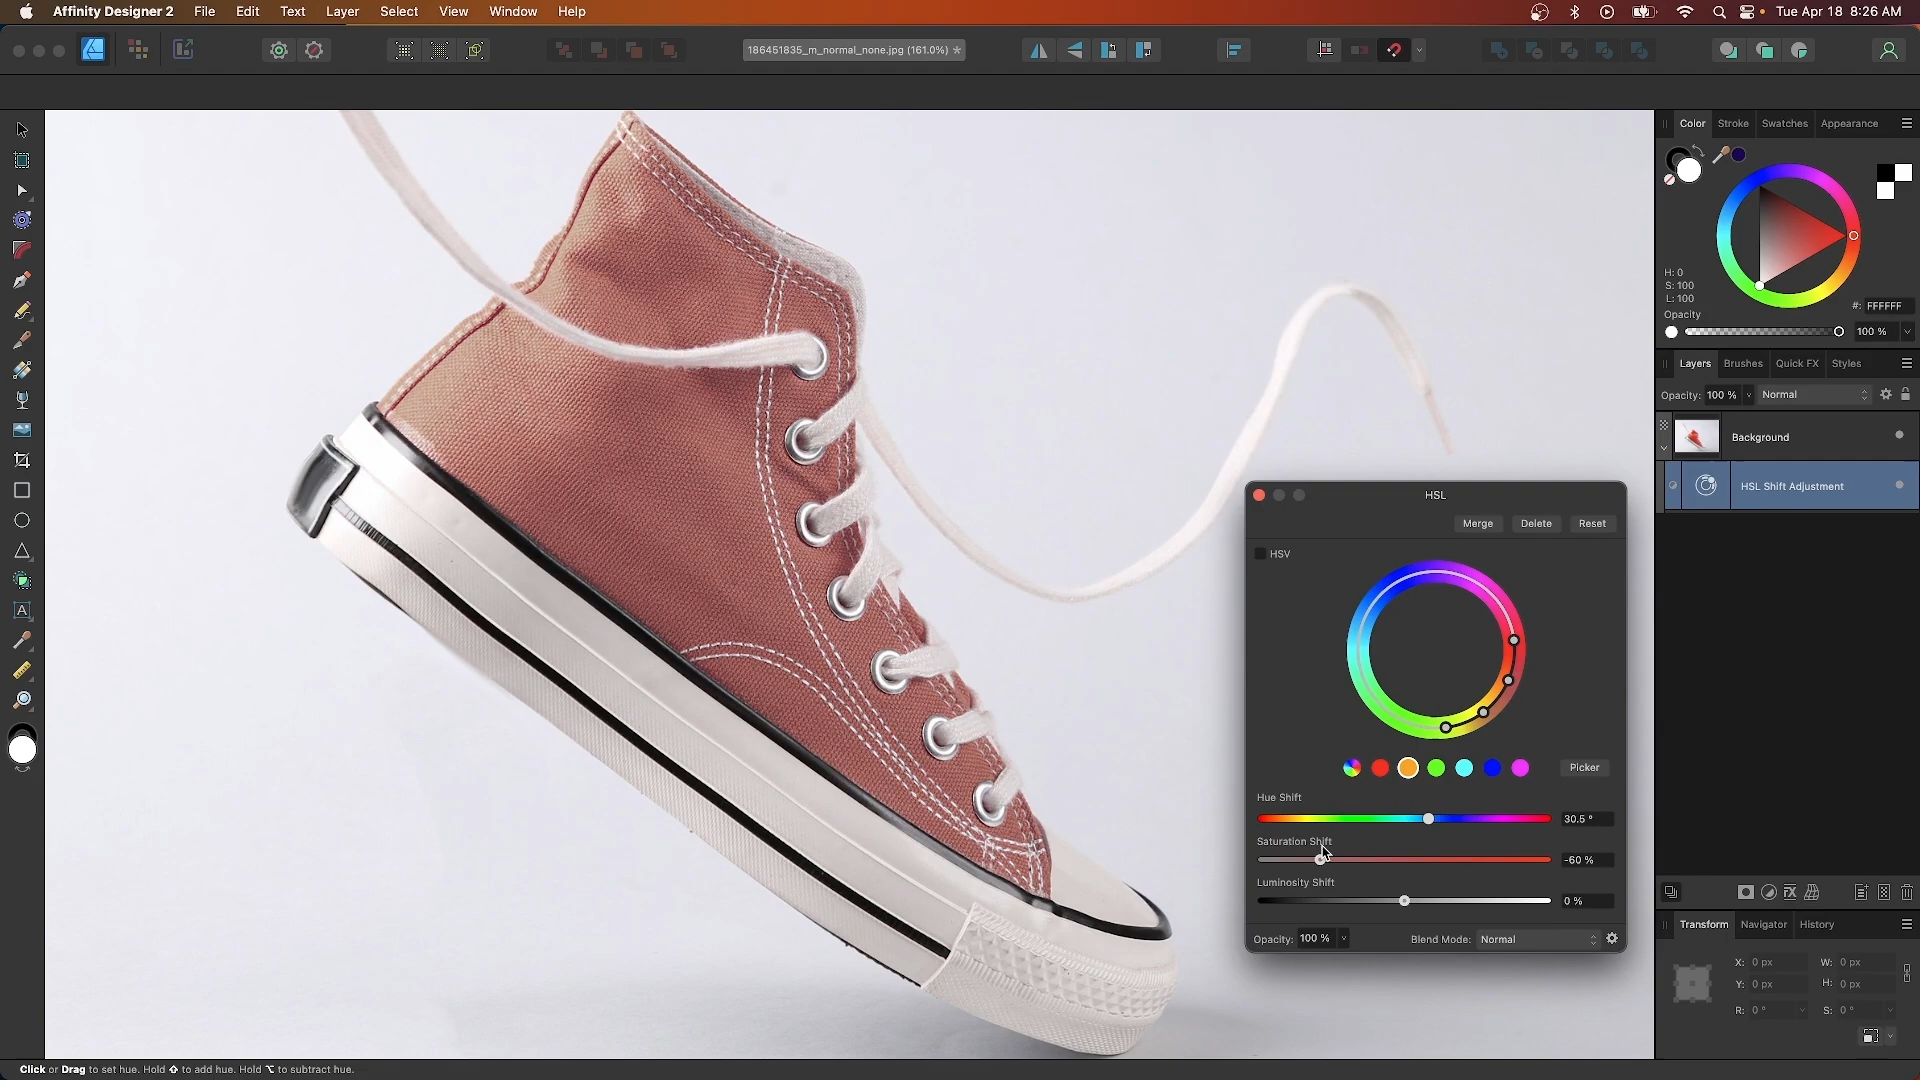 Affinity Designer 2 File Edit Text Layer Select View Window Help Tue Apr 18 8:26 AM
186451835_m_normal_none.jpg (161.0%) *
Color Stroke Swatches Appearance
H: 0
S: 100
L: 100
#: FFFFFF
Opacity
100 %
Layers Brushes Quick FX Styles
Opacity: 100 % Normal
Background
HSL Shift Adjustment
HSL
Merge Delete Reset
HSV
Picker
Hue Shift
30.5 °
Saturation Shift
-60 %
Luminosity Shift
0 %
Opacity: 100 % Blend Mode: Normal
Transform Navigator History
X: 0 px W: 0 px
Y: 0 px H: 0 px
R: 0 ° S: 0 °
Click or Drag to set hue. Hold ⇧ to add hue. Hold ⌥ to subtract hue.